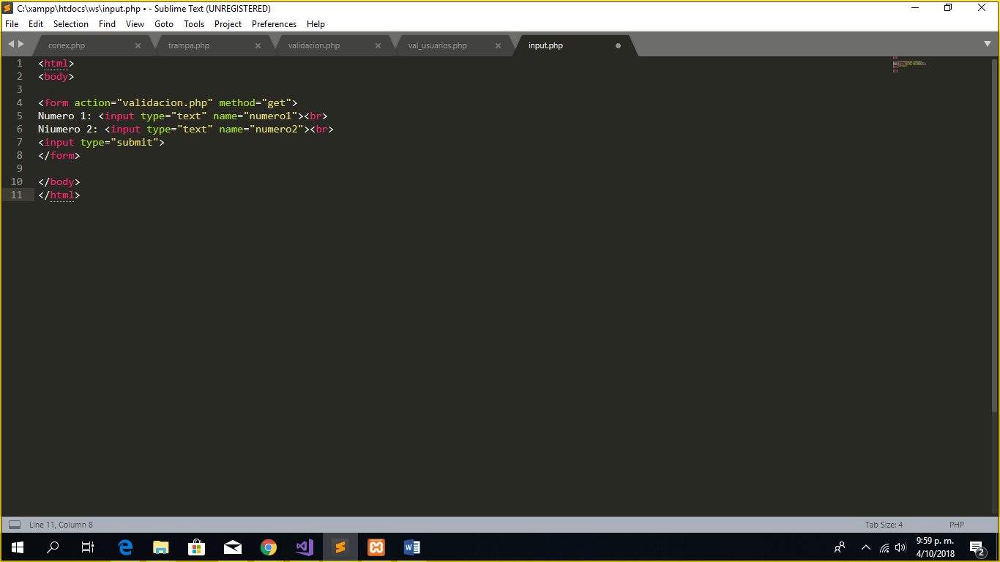 C:\xampp\htdocs\ws\input.php • - Sublime Text (UNREGISTERED)
File Edit Selection Find View Goto Tools Project Preferences Help
conex.php trampa.php validacion.php val_usuarios.php input.php
1 <html>
2 <body>
3
4 <form action="validacion.php" method="get">
5 Numero 1: <input type="text" name="numero1"><br>
6 Niumero 2: <input type="text" name="numero2"><br>
7 <input type="submit">
8 </form>
9
10 </body>
11 </html>
Line 11, Column 8 Tab Size: 4 PHP
9:59 p. m.
4/10/2018
2